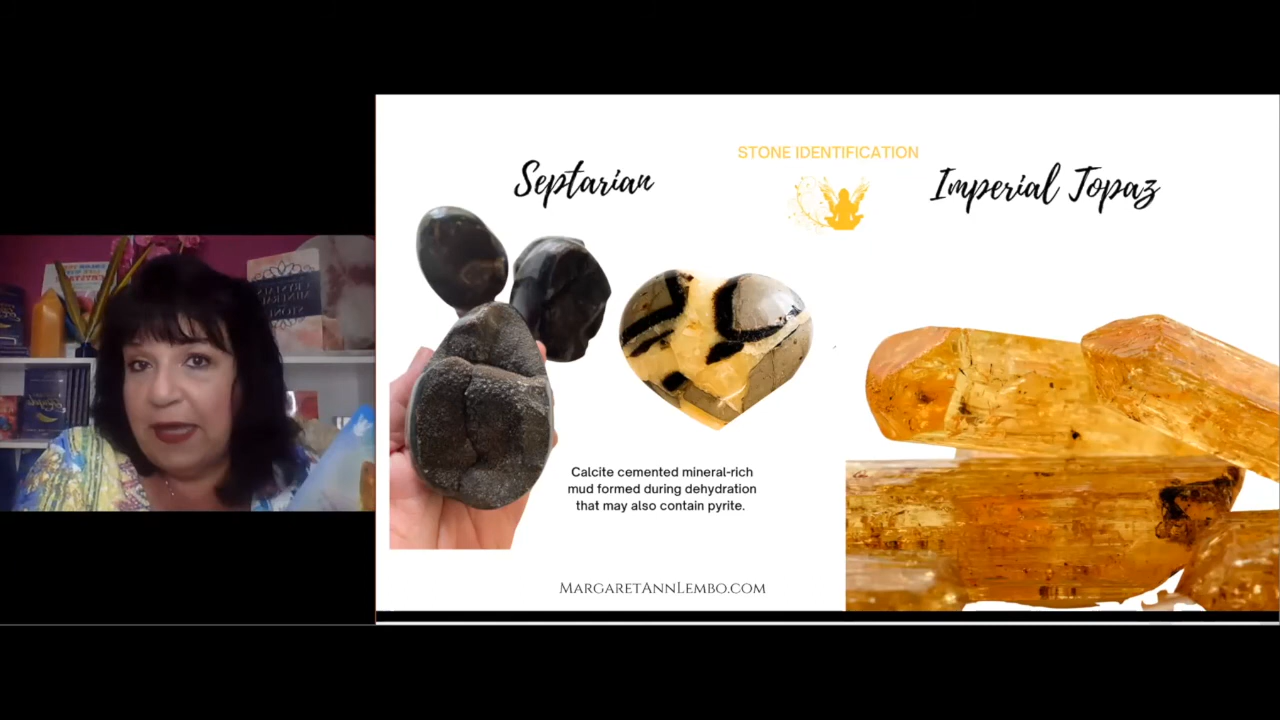 STONE IDENTIFICATION
Septarian
Imperial Topaz
Calcite cemented mineral-rich
mud formed during dehydration
that may also contain pyrite.
MargaretAnnLembo.com